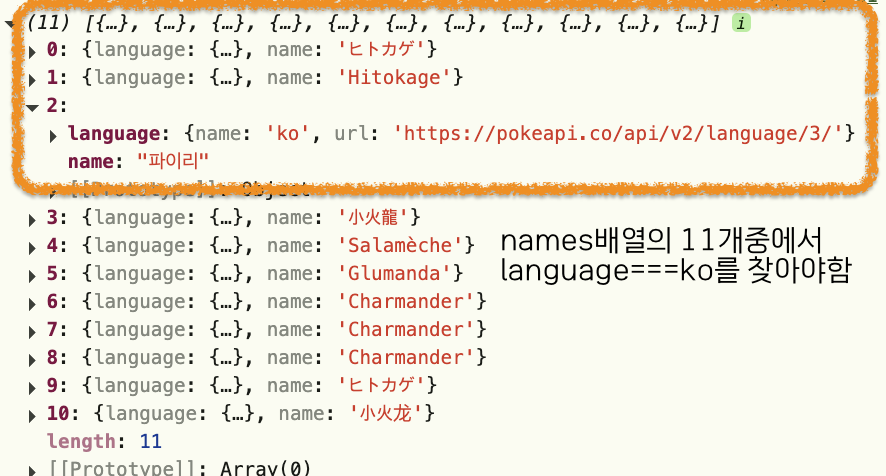 (11) [{…}, {…}, {…}, {…}, {…}, {…}, {…}, {…}, {…}, {…}, {…}] i
0: {language: {…}, name: 'ヒトカゲ'}
1: {language: {…}, name: 'Hitokage'}
2:
language: {name: 'ko', url: 'https://pokeapi.co/api/v2/language/3/'}
name: "파이리"
[[Prototype]]: Object
3: {language: {…}, name: '小火龍'}
4: {language: {…}, name: 'Salamèche'}
5: {language: {…}, name: 'Glumanda'}
6: {language: {…}, name: 'Charmander'}
7: {language: {…}, name: 'Charmander'}
8: {language: {…}, name: 'Charmander'}
9: {language: {…}, name: 'ヒトカゲ'}
10: {language: {…}, name: '小火龙'}
length: 11
[[Prototype]]: Array(0)
names배열의 11개중에서
language===ko를 찾아야함